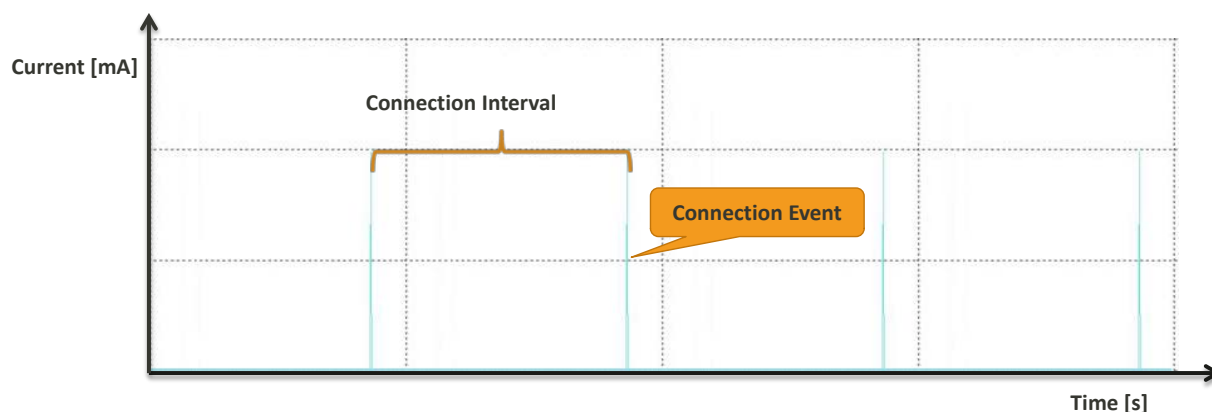 Current [mA]
Connection Interval
Connection Event
Time [s]